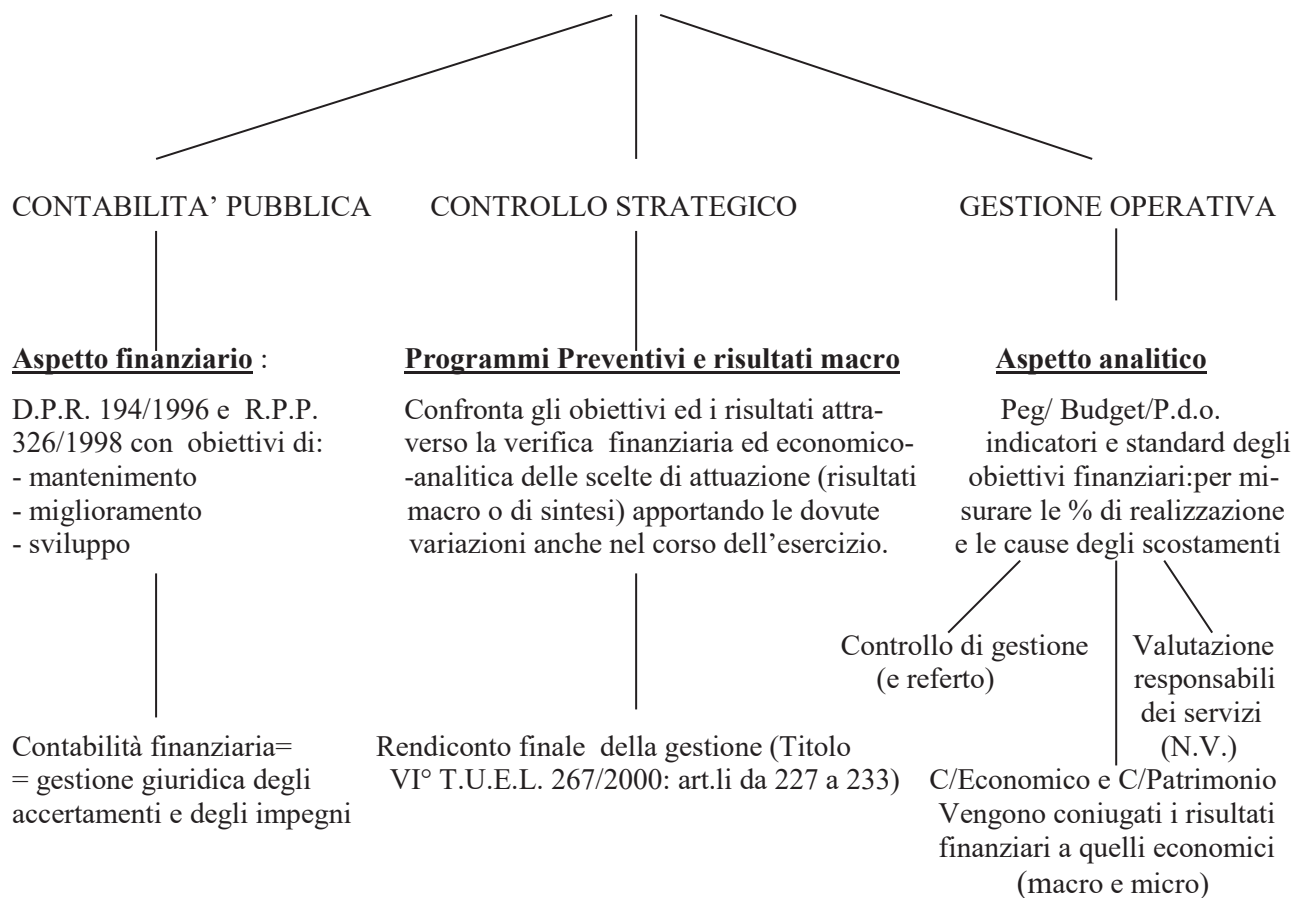 CONTABILITA’ PUBBLICA
CONTROLLO STRATEGICO
GESTIONE OPERATIVA
Aspetto finanziario :
D.P.R. 194/1996 e R.P.P.
326/1998 con obiettivi di:
- mantenimento
- miglioramento
- sviluppo
Contabilità finanziaria=
= gestione giuridica degli
accertamenti e degli impegni
Programmi Preventivi e risultati macro
Confronta gli obiettivi ed i risultati attra-
verso la verifica finanziaria ed economico-
-analitica delle scelte di attuazione (risultati
macro o di sintesi) apportando le dovute
variazioni anche nel corso dell’esercizio.
Rendiconto finale della gestione (Titolo
VI° T.U.E.L. 267/2000: art.li da 227 a 233)
Aspetto analitico
Peg/ Budget/P.d.o.
indicatori e standard degli
obiettivi finanziari:per mi-
surare le % di realizzazione
e le cause degli scostamenti
Controllo di gestione
(e referto)
Valutazione
responsabili
dei servizi
(N.V.)
C/Economico e C/Patrimonio
Vengono coniugati i risultati
finanziari a quelli economici
(macro e micro)